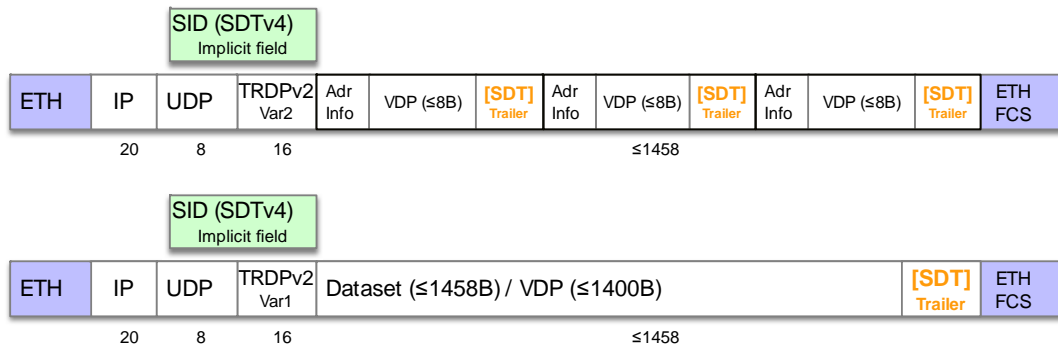 SID (SDTv4)
Implicit field
ETH IP UDP TRDPv2 Var2 Adr Info VDP (≤8B) [SDT] Trailer Adr Info VDP (≤8B) [SDT] Trailer Adr Info VDP (≤8B) [SDT] Trailer ETH FCS
20 8 16 ≤1458
SID (SDTv4)
Implicit field
ETH IP UDP TRDPv2 Var1 Dataset (≤1458B) / VDP (≤1400B) [SDT] Trailer ETH FCS
20 8 16 ≤1458